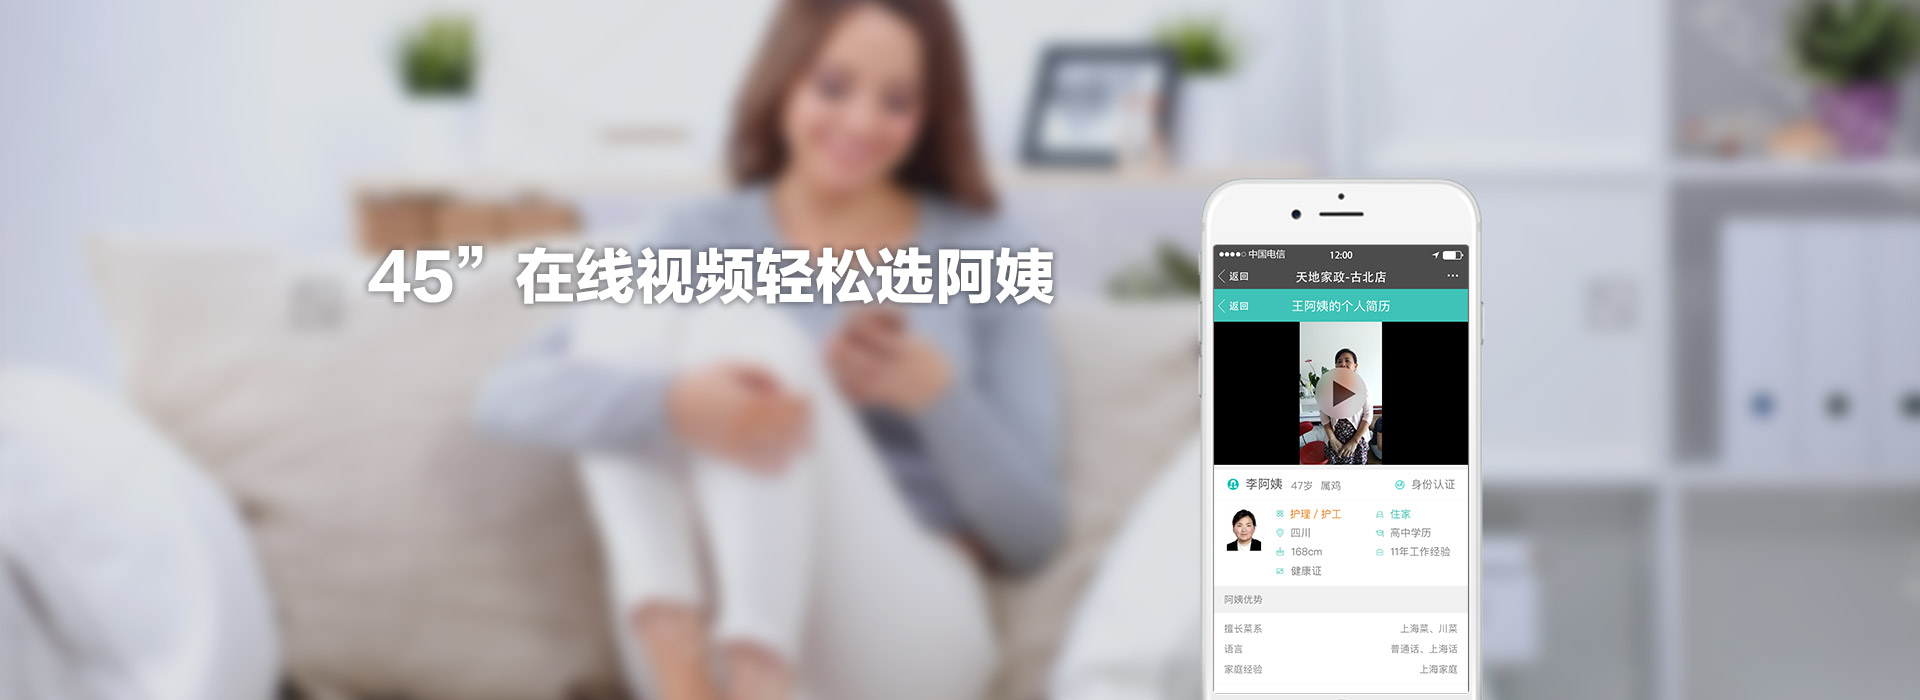 45”在线视频轻松选阿姨
中国电信 12:00
返回 天地家政-古北店 ...
返回 王阿姨的个人简历
李阿姨 47岁 属鸡 身份认证
护理 / 护工 住家
四川 高中学历
168cm 11年工作经验
健康证
阿姨优势
擅长菜系 上海菜、川菜
语言 普通话、上海话
家庭经验 上海家庭